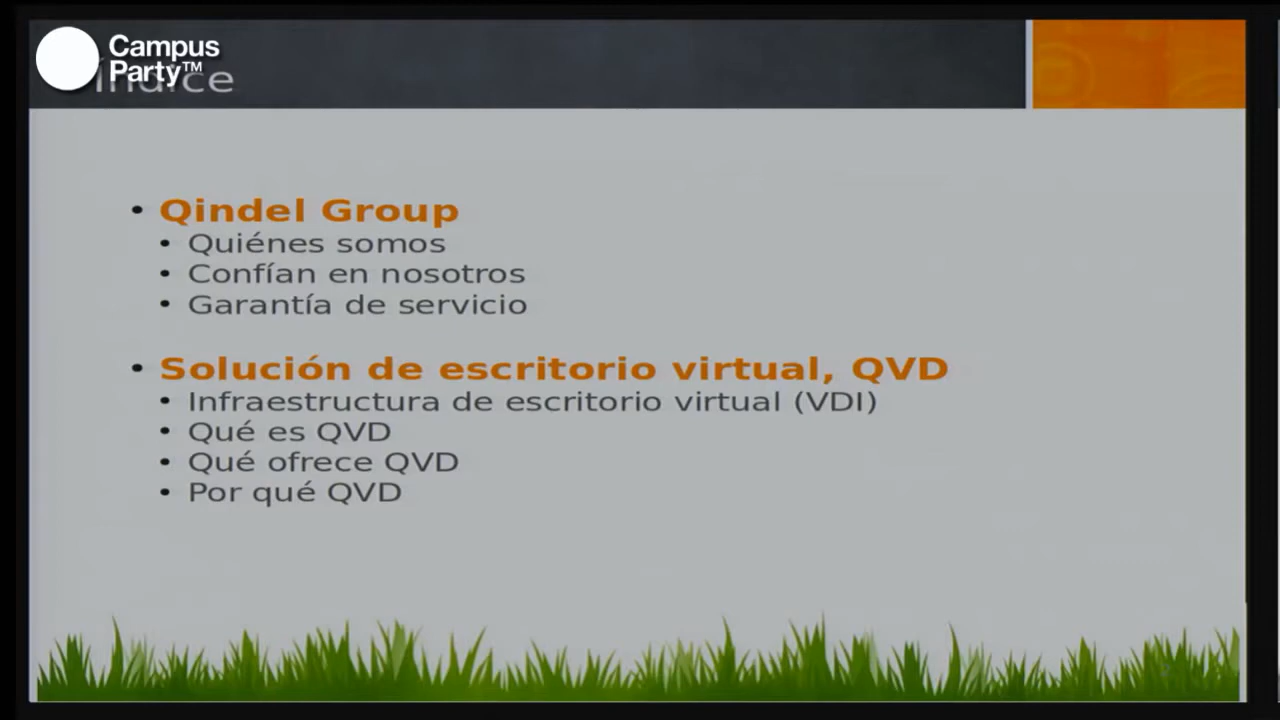 Campus
Party™
Índice
• Qindel Group
• Quiénes somos
• Confían en nosotros
• Garantía de servicio
• Solución de escritorio virtual, QVD
• Infraestructura de escritorio virtual (VDI)
• Qué es QVD
• Qué ofrece QVD
• Por qué QVD